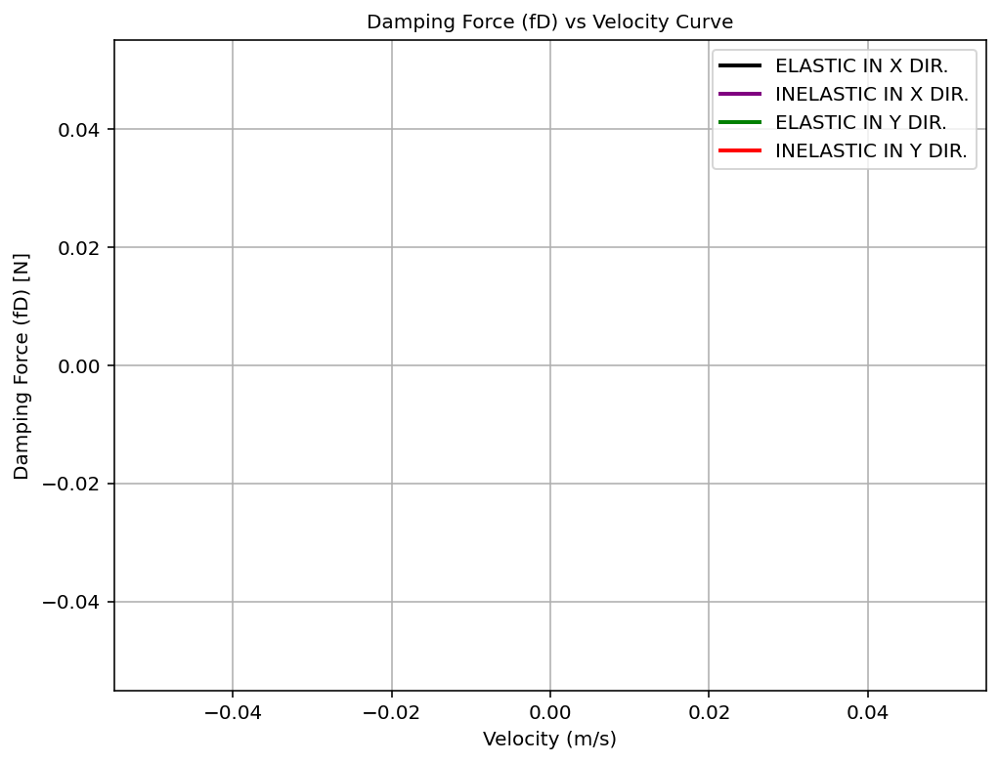 Damping Force (fD) vs Velocity Curve
ELASTIC IN X DIR.
INELASTIC IN X DIR.
ELASTIC IN Y DIR.
INELASTIC IN Y DIR.
Damping Force (fD) [N]
0.04
0.02
0.00
−0.02
−0.04
−0.04
−0.02
0.00
0.02
0.04
Velocity (m/s)